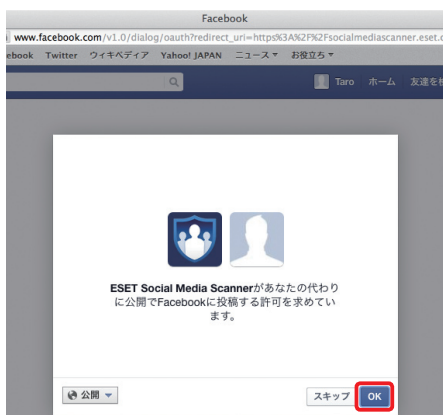 Facebook
www.facebook.com/v1.0/dialog/oauth?redirect_uri=https%3A%2F%2Fsocialmediascanner.eset.c
ebook Twitter ウィキペディア Yahoo! JAPAN ニュース▼ お役立ち▼
Taro ホーム 友達を検
ESET Social Media Scannerがあなたの代わり
に公開でFacebookに投稿する許可を求めてい
ます。
公開 スキップ OK